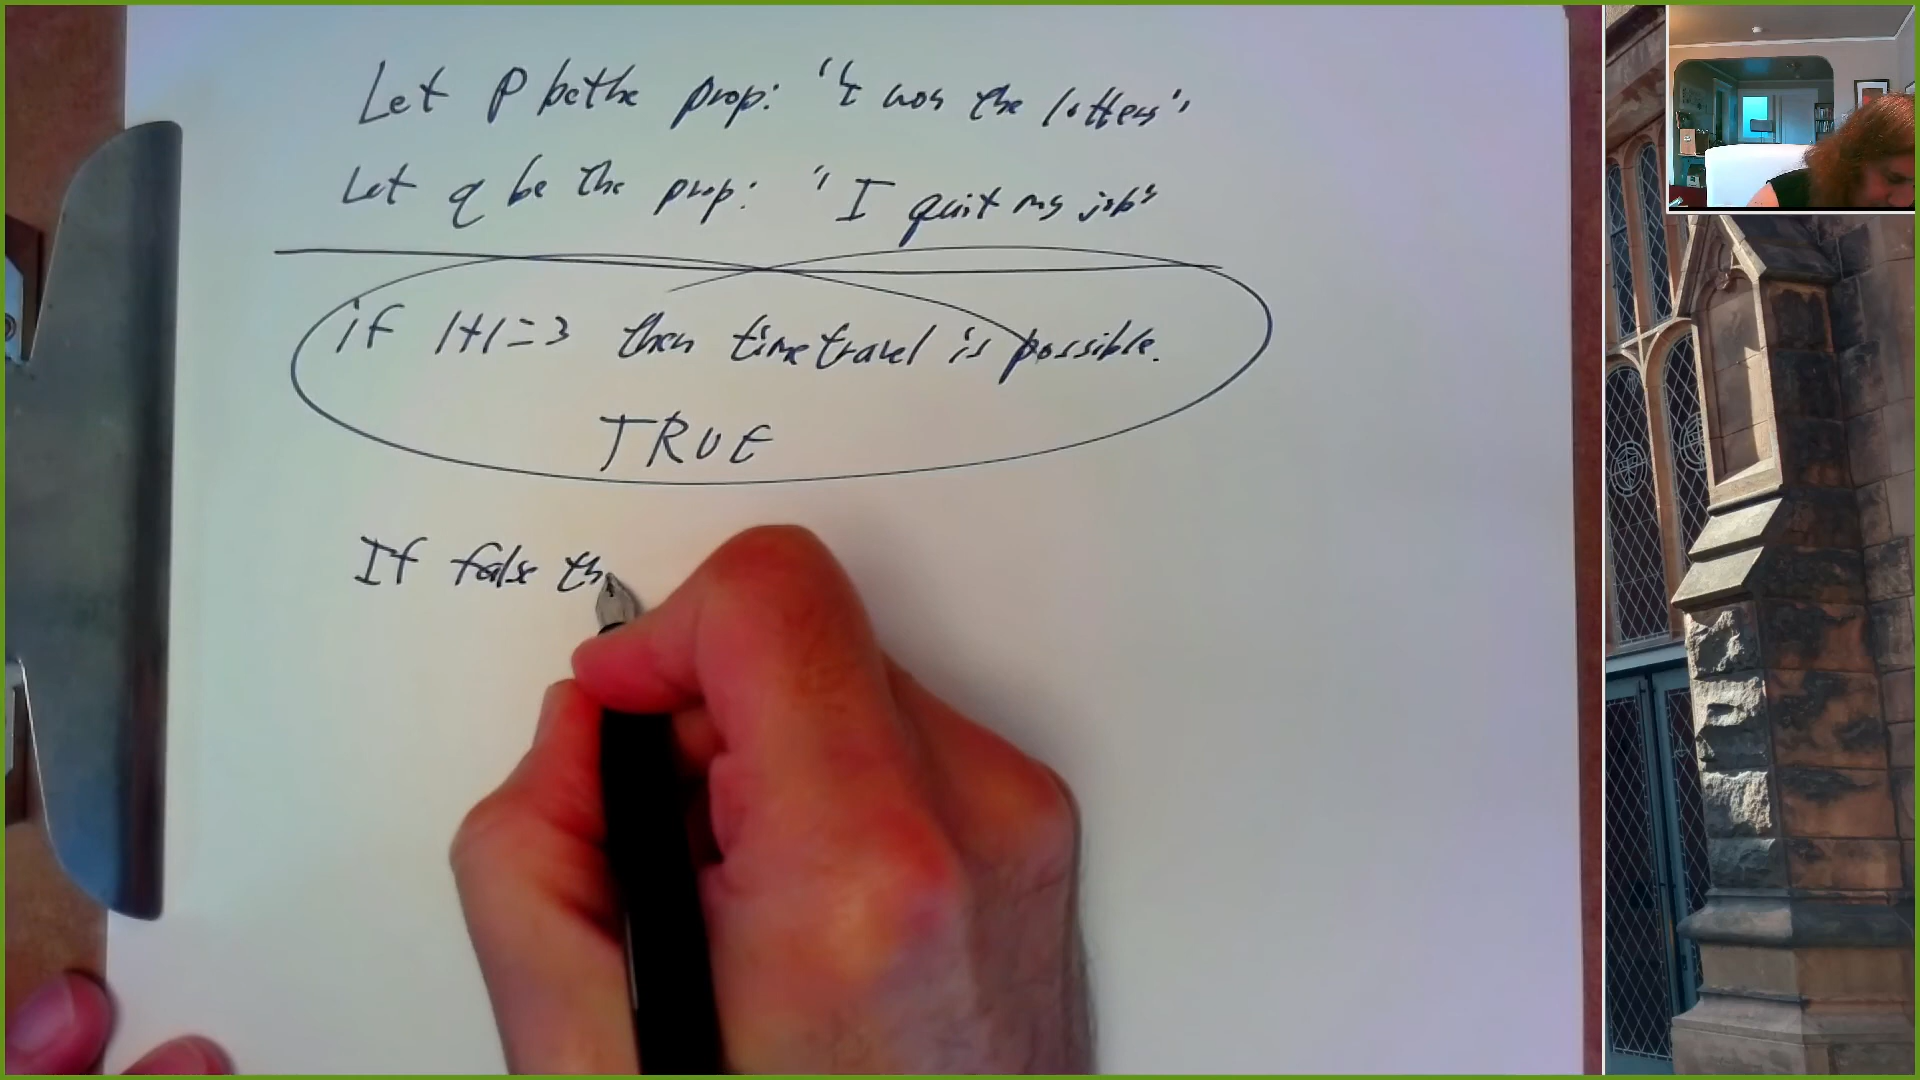 Let P be the prop: "I won the lottery"
Let q be the prop: "I quit my job"
if 1+1=3 then time travel is possible.
TRUE
If false th